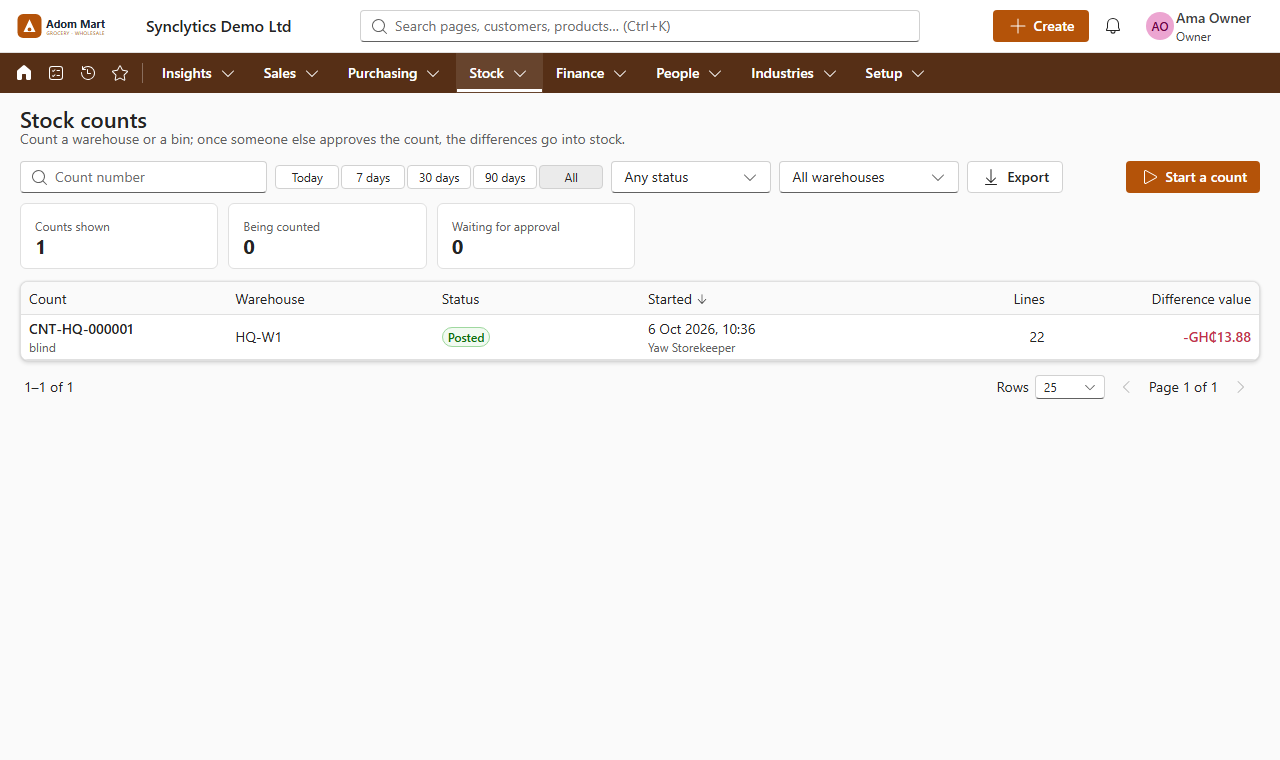 Adom Mart
GROCERY · WHOLESALE
Synclytics Demo Ltd
Search pages, customers, products... (Ctrl+K)
Create
AO
Ama Owner
Owner
Insights
Sales
Purchasing
Stock
Finance
People
Industries
Setup
Stock counts
Count a warehouse or a bin; once someone else approves the count, the differences go into stock.
Count number
Today
7 days
30 days
90 days
All
Any status
All warehouses
Export
Start a count
Counts shown
1
Being counted
0
Waiting for approval
0
Count Warehouse Status Started Lines Difference value
CNT-HQ-000001 HQ-W1 Posted 6 Oct 2026, 10:36 22 -GH₵13.88
blind Yaw Storekeeper
1–1 of 1
Rows 25 Page 1 of 1